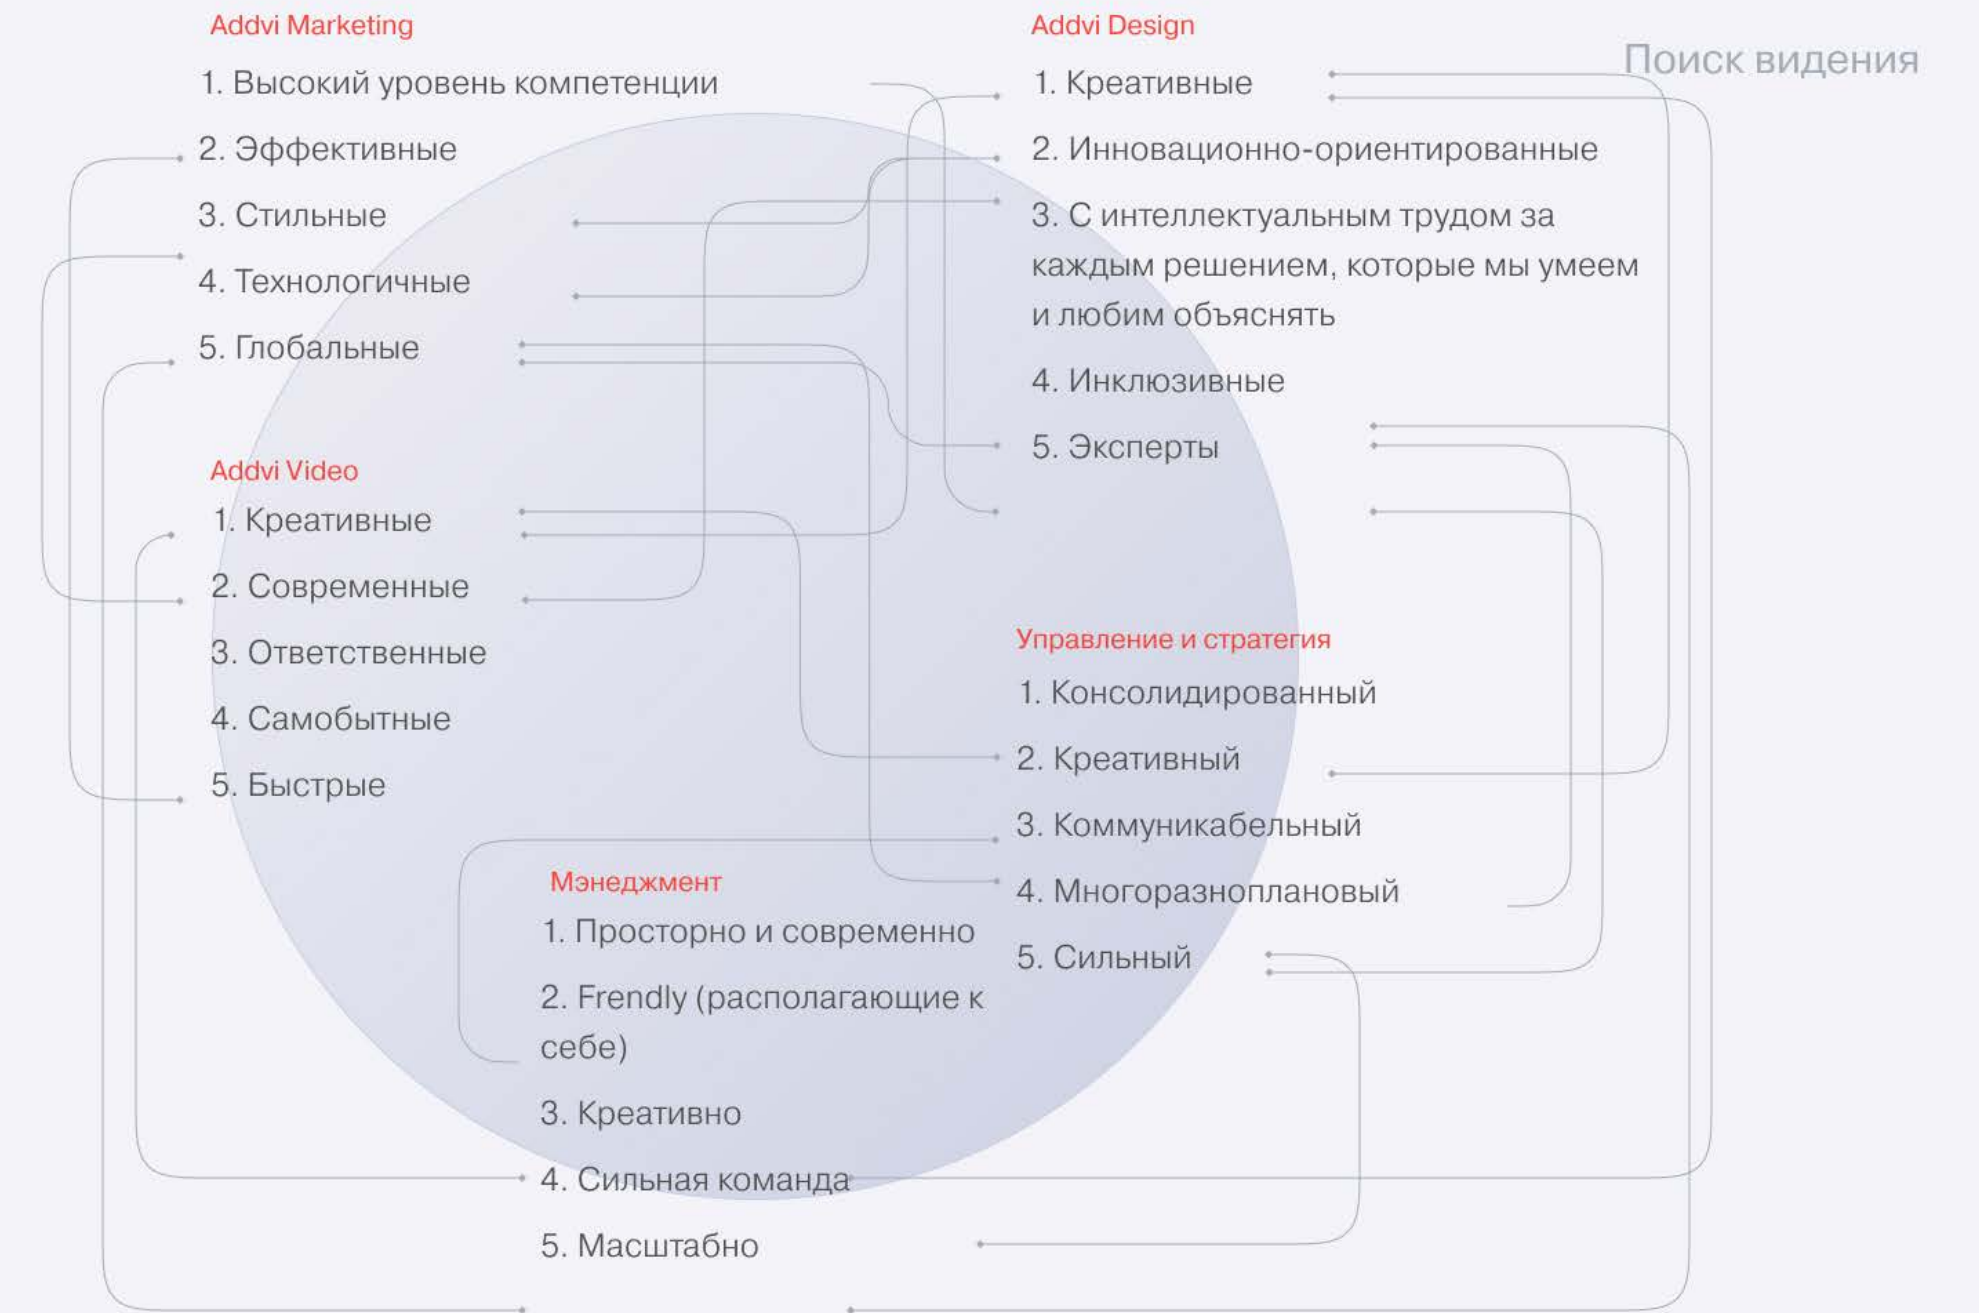 Поиск видения
Addvi Marketing
1. Высокий уровень компетенции
2. Эффективные
3. Стильные
4. Технологичные
5. Глобальные
Addvi Design
1. Креативные
2. Инновационно-ориентированные
3. С интеллектуальным трудом за
каждым решением, которые мы умеем
и любим объяснять
4. Инклюзивные
5. Эксперты
Addvi Video
1. Креативные
2. Современные
3. Ответственные
4. Самобытные
5. Быстрые
Управление и стратегия
1. Консолидированный
2. Креативный
3. Коммуникабельный
4. Многоразноплановый
5. Сильный
Мэнеджмент
1. Просторно и современно
2. Frendly (располагающие к
себе)
3. Креативно
4. Сильная команда
5. Масштабно